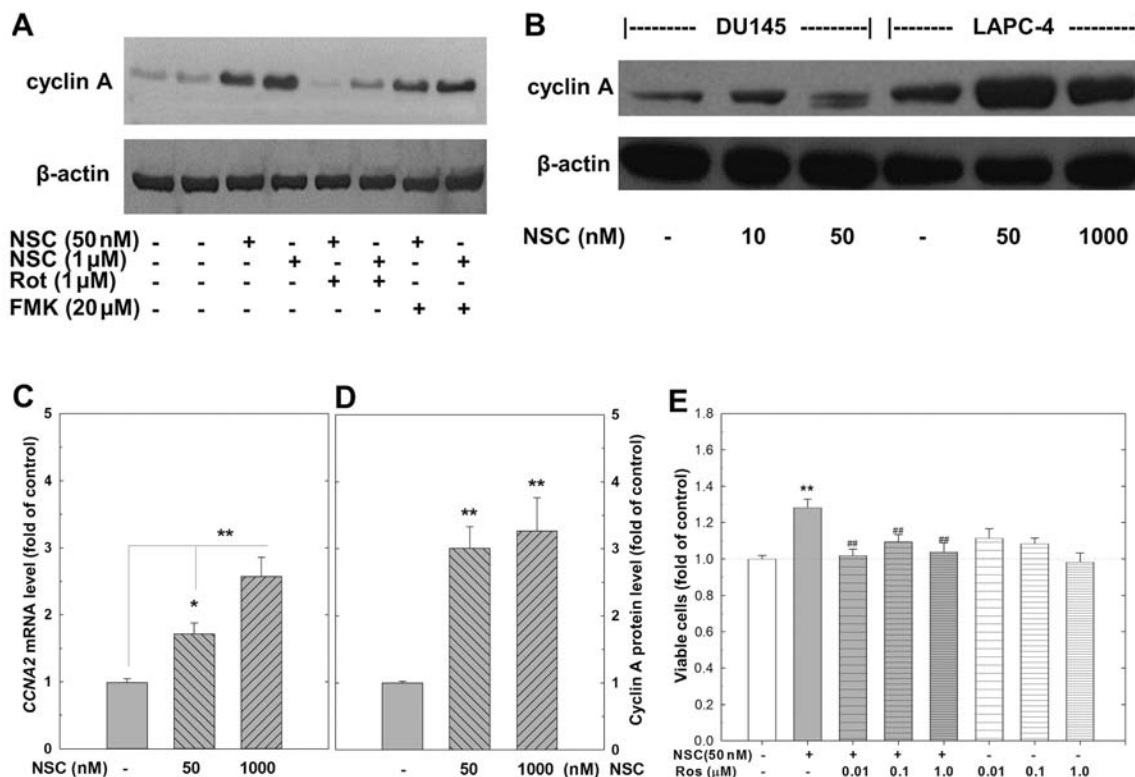 A
cyclin A
β-actin
NSC (50 nM) - - + - + - + -
NSC (1 μM) - - - + - + - +
Rot (1 μM) - - - - + + - -
FMK (20 μM) - - - - - - + +
B
|--------- DU145 --------| |--------- LAPC-4 ---------|
cyclin A
β-actin
NSC (nM) - 10 50 - 50 1000
C
CCNA2 mRNA level (fold of control)
5
4
3
2
1
0
*
**
NSC (nM) - 50 1000
D
Cyclin A protein level (fold of control)
5
4
3
2
1
0
**
**
- 50 1000 (nM) NSC
E
Viable cells (fold of control)
1.8
1.6
1.4
1.2
1.0
0.8
0.6
0.4
0.2
0.0
**
##
##
##
NSC(50 nM) - + + + + - - -
Ros (μM) - - 0.01 0.1 1.0 0.01 0.1 1.0